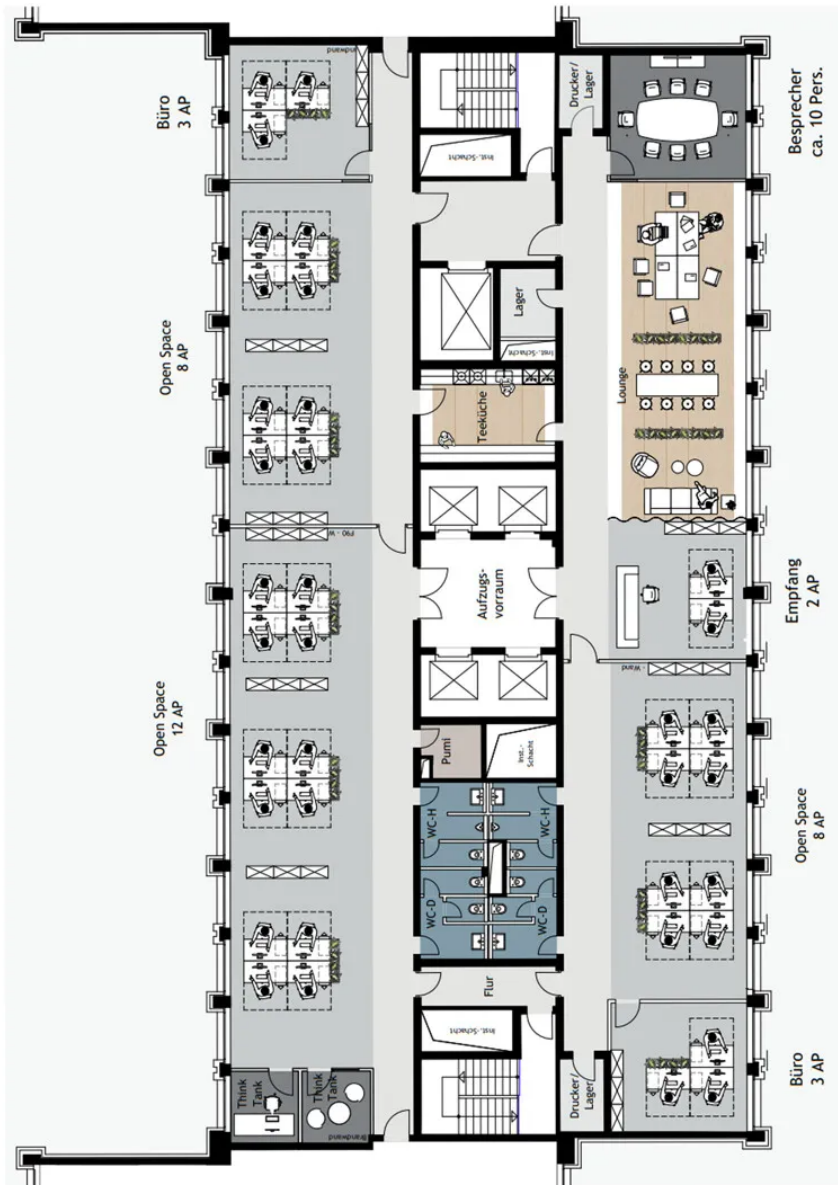 Büro
3 AP
Open Space
8 AP
Open Space
12 AP
Think
Tank
Think
Tank
Brandwand
Inst.-Schacht
Drucker/
Lager
Lager
Inst.-Schacht
Teeküche
Aufzugs-
vorraum
Pumi
Inst.-
Schacht
WC-H
WC-H
WC-D
WC-D
Flur
Inst.-Schacht
Drucker/
Lager
Lounge
- Wand
Besprecher
ca. 10 Pers.
Empfang
2 AP
Open Space
8 AP
Büro
3 AP